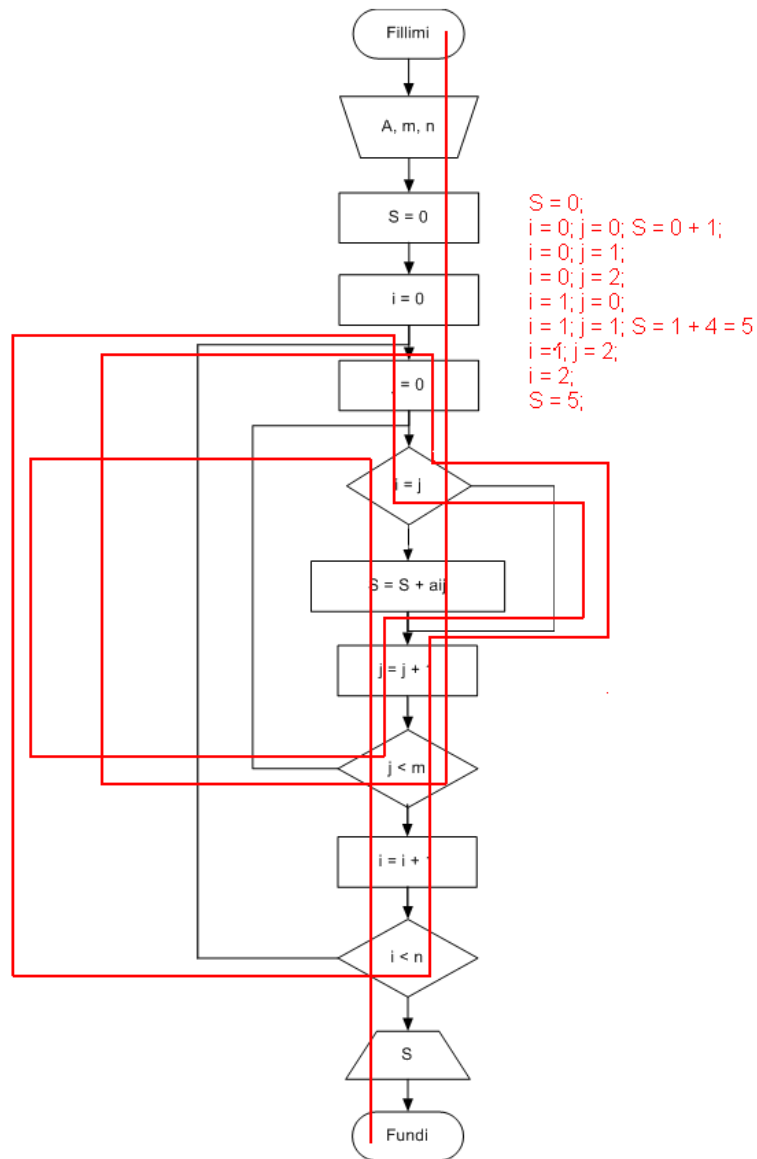 Fillimi
A, m, n
S = 0
i = 0
j = 0
i = j
S = S + aij
j = j + 1
j < m
i = i + 1
i < n
S
Fundi
S = 0;
i = 0; j = 0; S = 0 + 1;
i = 0; j = 1;
i = 0; j = 2;
i = 1; j = 0;
i = 1; j = 1; S = 1 + 4 = 5
i = 1; j = 2;
i = 2;
S = 5;